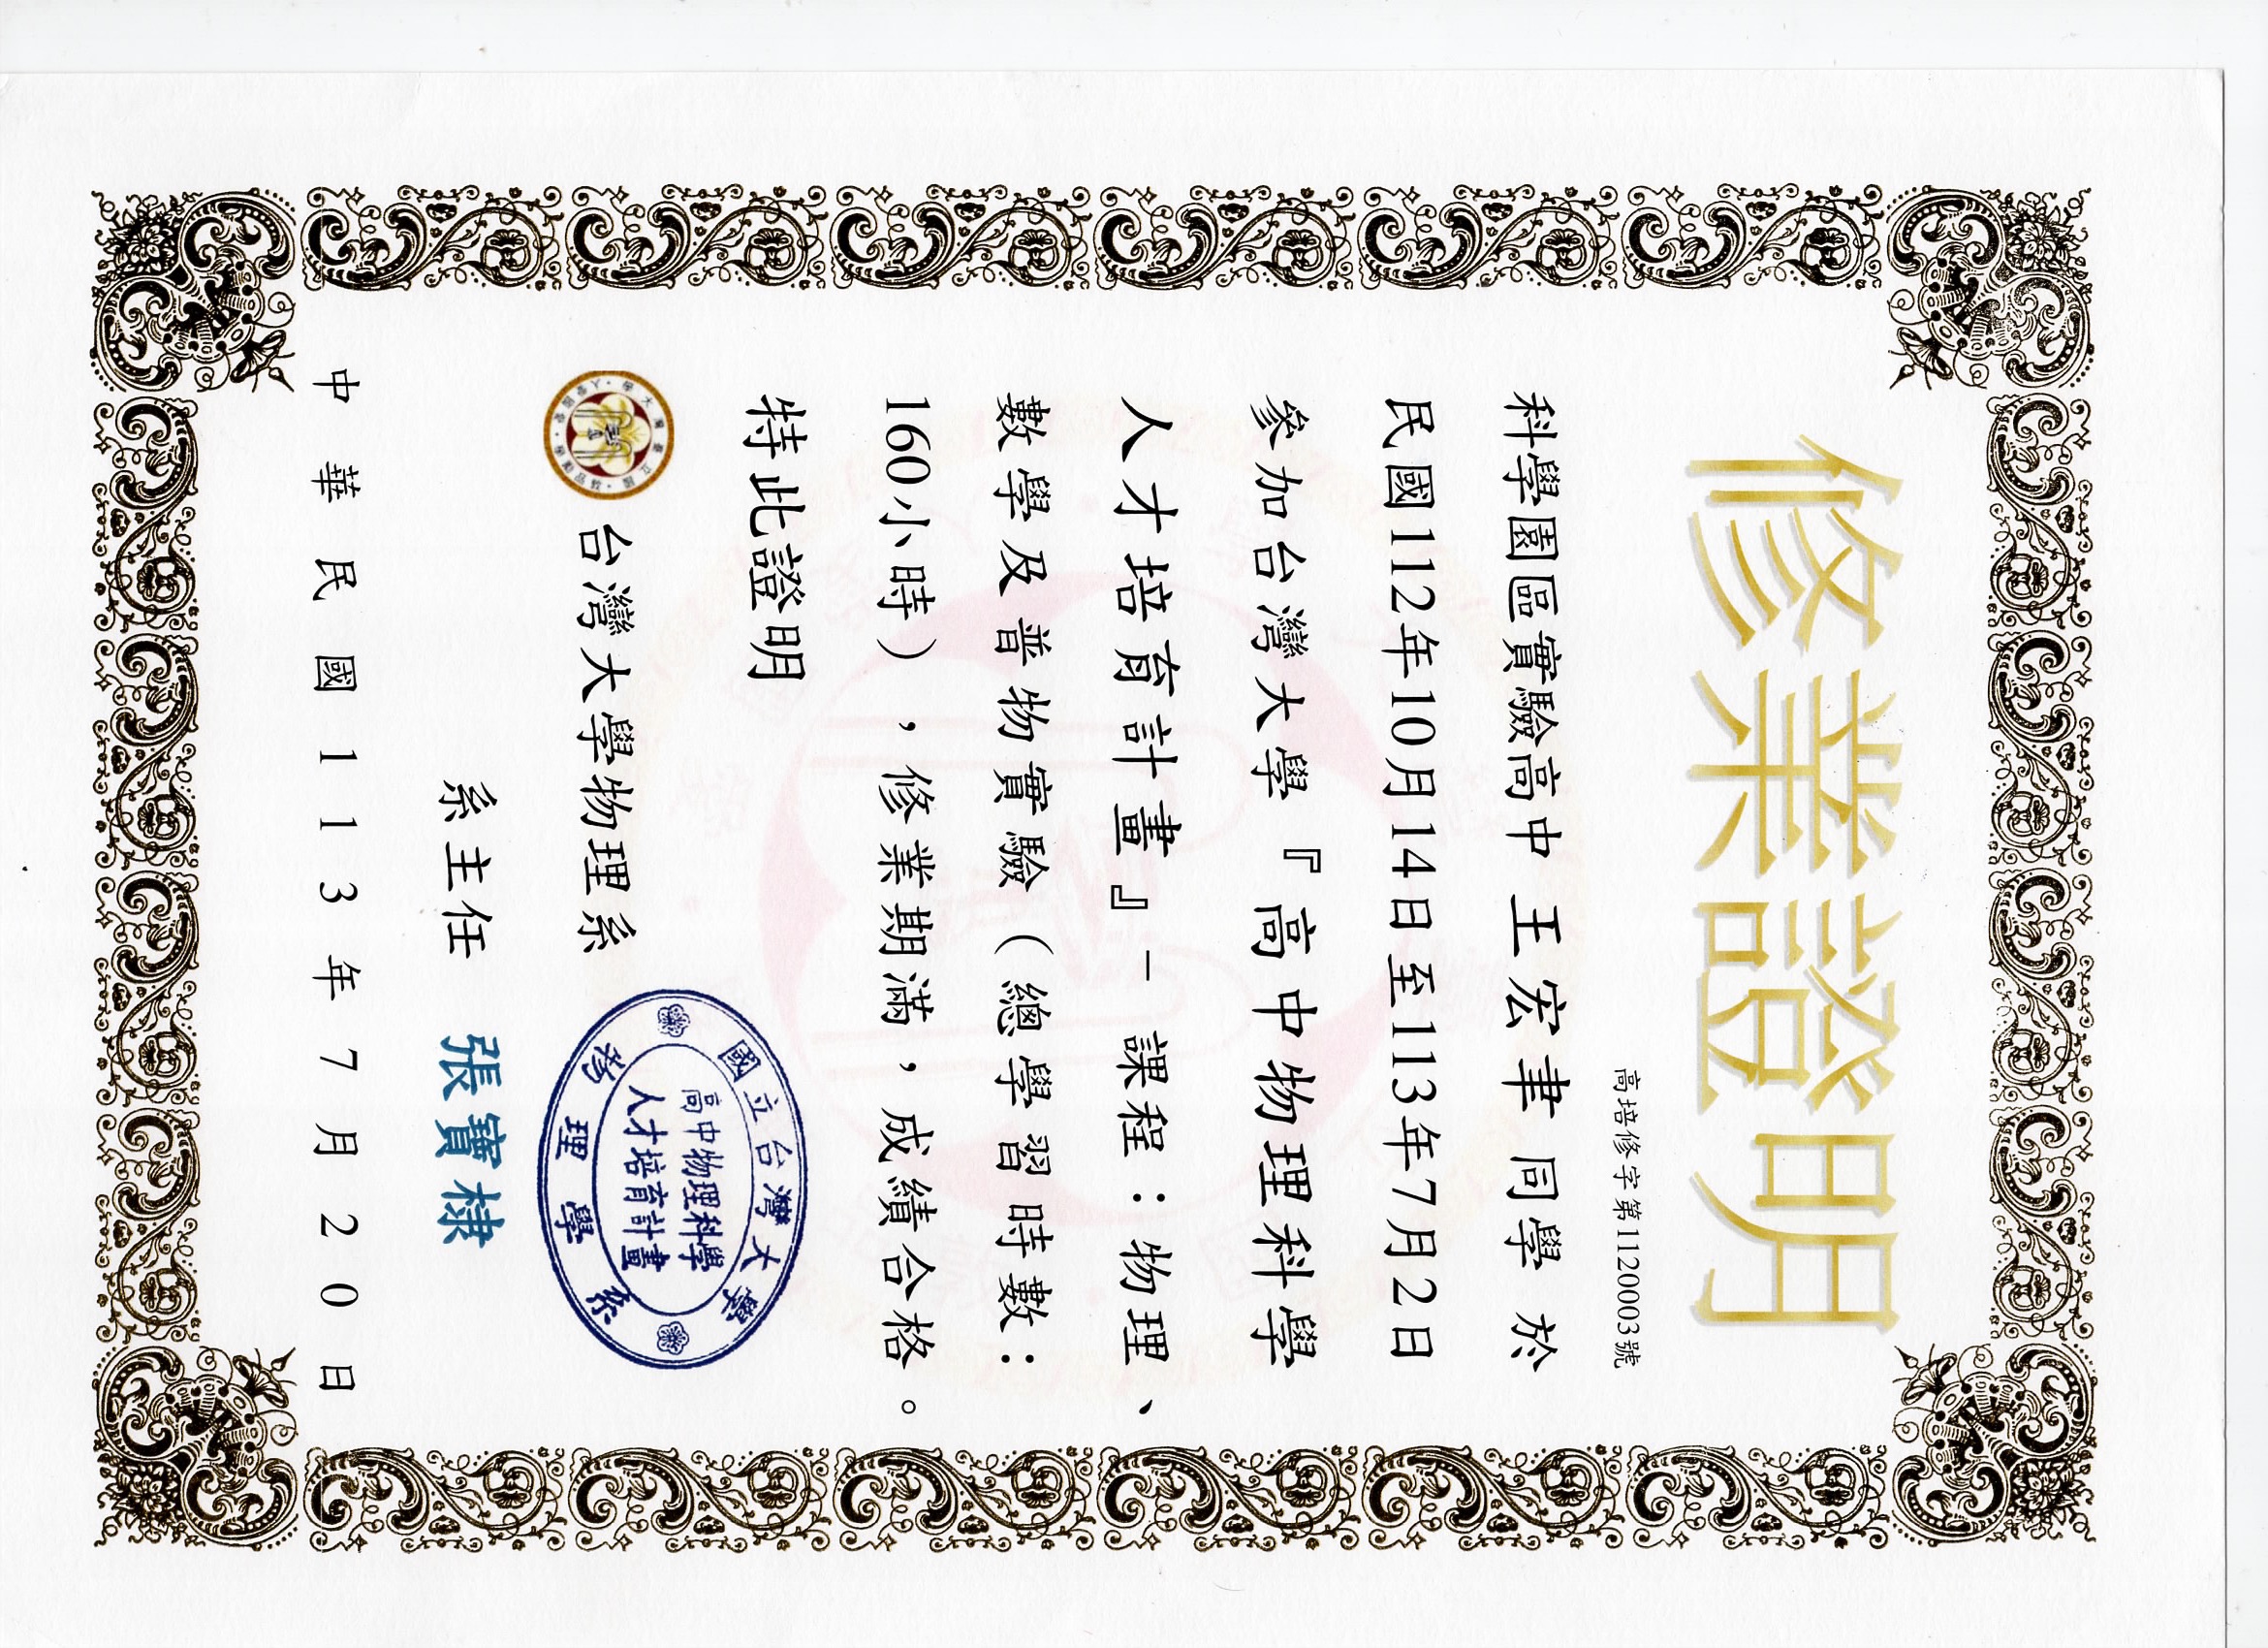 修業證明
高培修字第1120003號
科學園區實驗高中 王宏聿 同學 於
民國112年10月14日至113年7月2日
參加台灣大學『高中物理科學
人才培育計畫』- 課程：物理、
數學及普物實驗（總學習時數:
160小時），修業期滿，成績合格。
特此證明
國立台灣大學
高中物理科學
人才培育計畫
物理學系
台灣大學物理系
系主任 張寶棣
中華民國113年7月20日